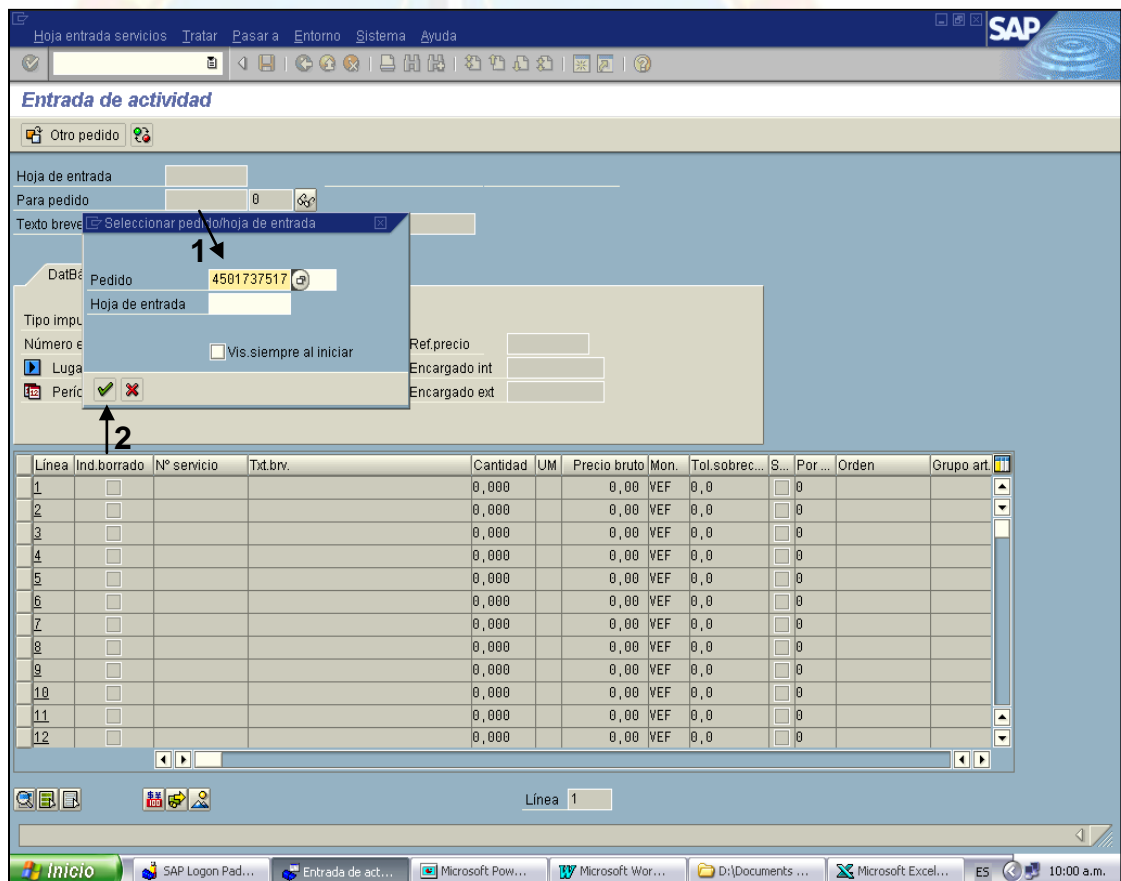 Hoja entrada servicios Tratar Pasar a Entorno Sistema Ayuda
SAP
Entrada de actividad
Otro pedido
Hoja de entrada
Para pedido 0
Texto breve
Seleccionar pedido/hoja de entrada
1
Pedido 4501737517
Hoja de entrada
Vis.siempre al iniciar
2
DatBá
Tipo impu
Número e Ref.precio
Luga Encargado int
Períc Encargado ext
Línea Ind.borrado Nº servicio Txt.brv. Cantidad UM Precio bruto Mon. Tol.sobrec... S... Por ... Orden Grupo art.
1 0,000 0,00 VEF 0,0 0
2 0,000 0,00 VEF 0,0 0
3 0,000 0,00 VEF 0,0 0
4 0,000 0,00 VEF 0,0 0
5 0,000 0,00 VEF 0,0 0
6 0,000 0,00 VEF 0,0 0
7 0,000 0,00 VEF 0,0 0
8 0,000 0,00 VEF 0,0 0
9 0,000 0,00 VEF 0,0 0
10 0,000 0,00 VEF 0,0 0
11 0,000 0,00 VEF 0,0 0
12 0,000 0,00 VEF 0,0 0
Línea 1
Inicio SAP Logon Pad... Entrada de act... Microsoft Pow... Microsoft Wor... D:\Documents ... Microsoft Excel... ES 10:00 a.m.